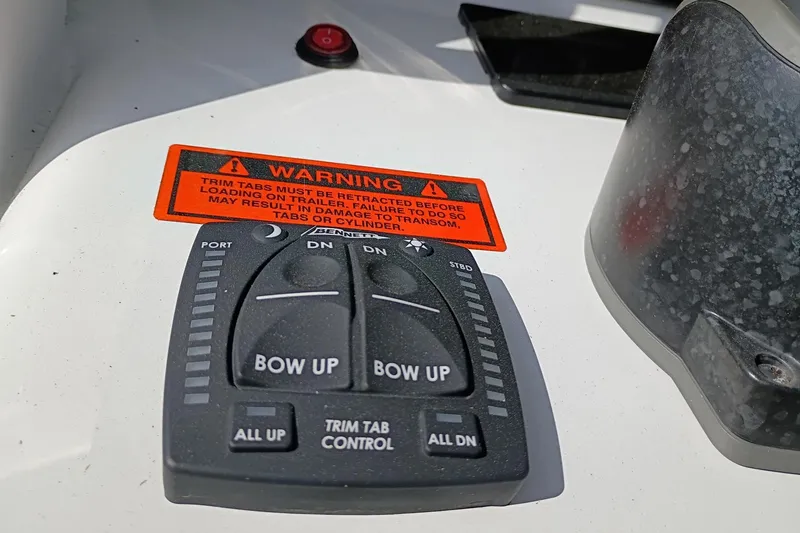 WARNING
TRIM TABS MUST BE RETRACTED BEFORE
LOADING ON TRAILER. FAILURE TO DO SO
MAY RESULT IN DAMAGE TO TRANSOM,
TABS OR CYLINDER.
BENNETT
PORT
DN
DN
STBD
BOW UP
BOW UP
ALL UP
TRIM TAB
CONTROL
ALL DN